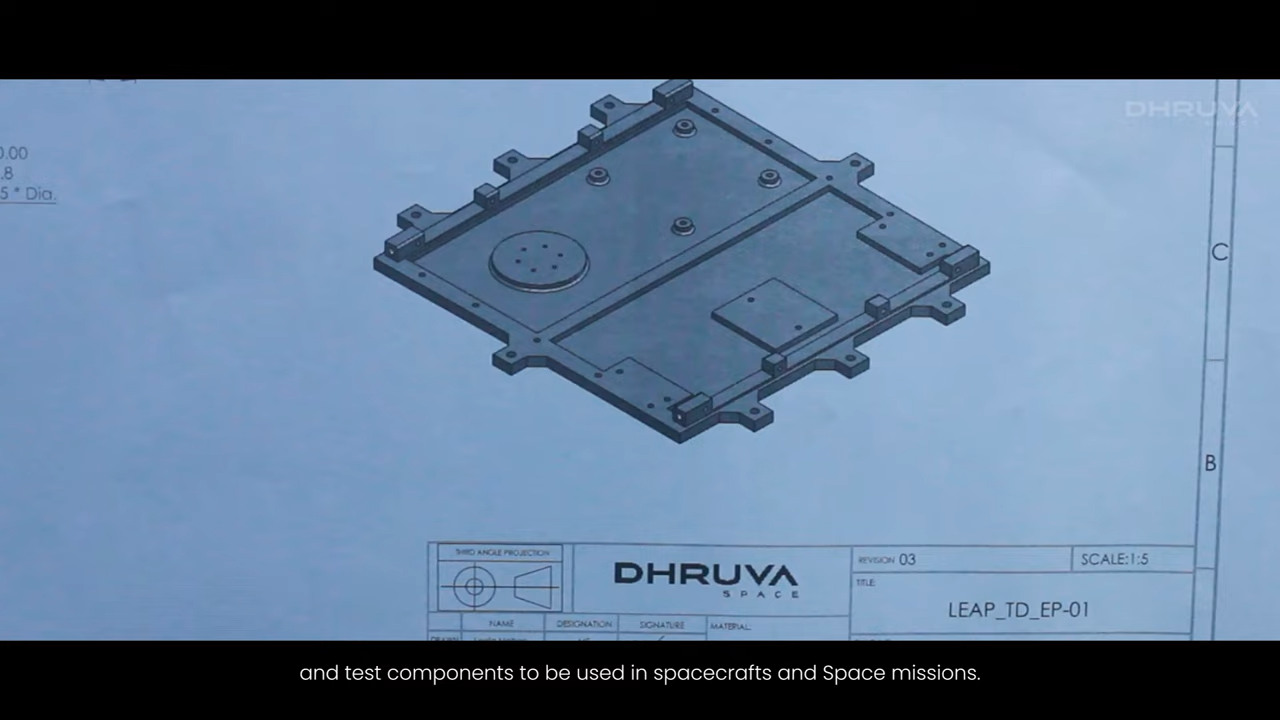 DHRUVA
SPACE
0.00
.8
5 ° Dia.
C
B
THIRD ANGLE PROJECTION
DHRUVA
SPACE
REVISION 03
SCALE:1:5
TITLE:
LEAP_TD_EP-01
NAME
DESIGNATION
SIGNATURE
MATERIAL:
and test components to be used in spacecrafts and Space missions.